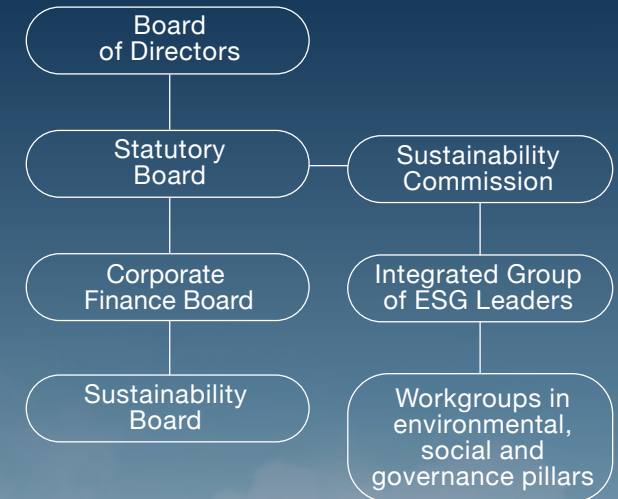 Board
of Directors
Statutory
Board
Sustainability
Commission
Corporate
Finance Board
Integrated Group
of ESG Leaders
Sustainability
Board
Workgroups in
environmental,
social and
governance pillars